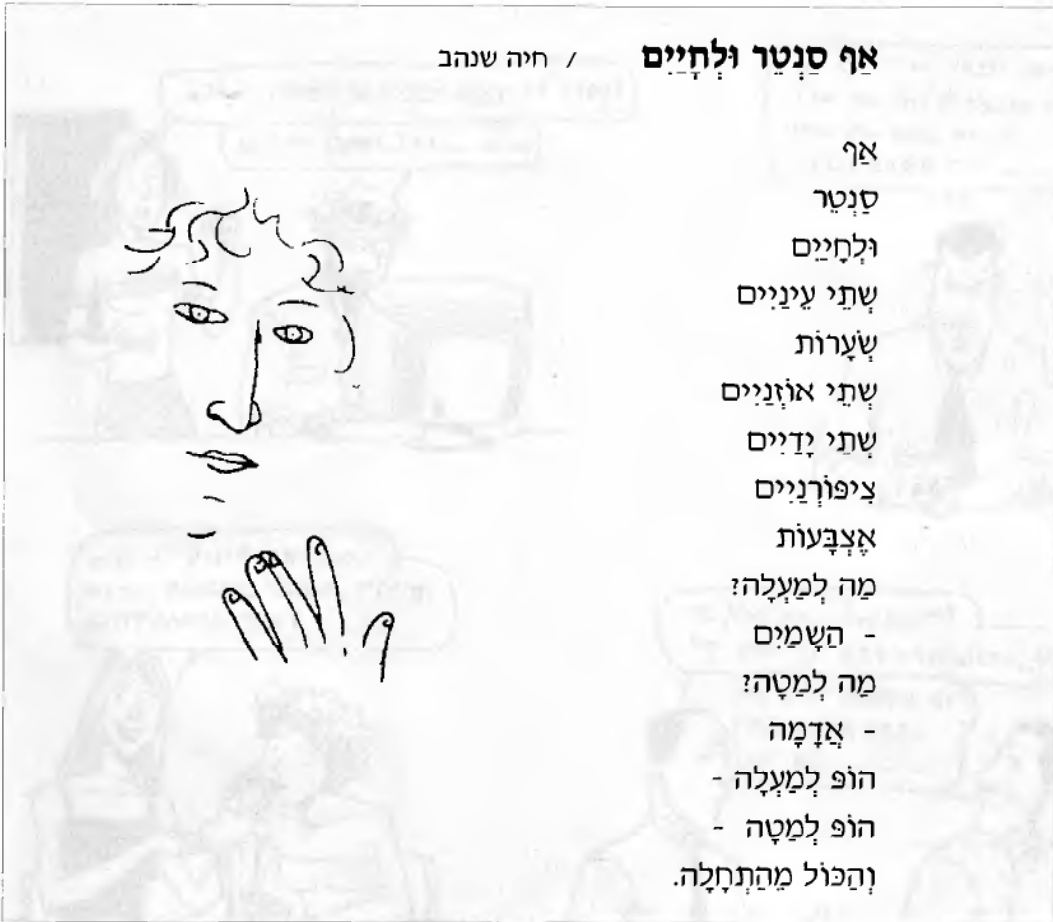 אַף סַנְטֵר וּלְחָיַיִם / חיה שנהב
אַף
סַנְטֵר
וּלְחָיַיִם
שְׁתֵּי עֵינַיִים
שְׂעָרוֹת
שְׁתֵּי אוֹזְנַיִים
שְׁתֵּי יָדַיִים
צִיפּוֹרְנַיִים
אֶצְבָּעוֹת
מַה לְמַעְלָה?
- הַשָׁמַיִם
מַה לְמַטָה?
- אֲדָמָה
הוֹפּ לְמַעְלָה -
הוֹפּ לְמַטָה -
וְהַכּוֹל מֵהַתְחָלָה.